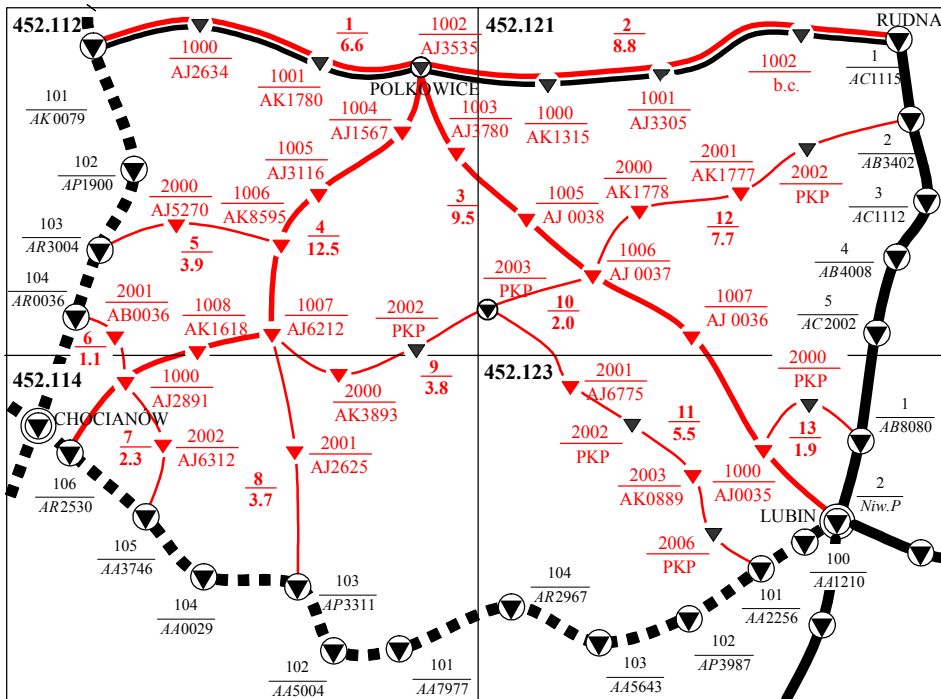 452.112
1000
AJ2634
1
6.6
1001
AK1780
1002
AJ3535
POLKOWICE
452.121
2
8.8
1000
AK1315
1001
AJ3305
1002
b.c.
RUDNA
1
AC1115
101
AK0079
1004
AJ1567
1003
AJ3780
2
AB3402
102
AP1900
1005
AJ3116
2000
AJ5270
1006
AK8595
3
9.5
1005
AJ 0038
2000
AK1778
2001
AK1777
2002
PKP
12
7.7
3
AC1112
103
AR3004
5
3.9
4
12.5
4
AB4008
104
AR0036
2003
PKP
1006
AJ 0037
2001
AB0036
1008
AK1618
1007
AJ6212
2002
PKP
10
2.0
1007
AJ 0036
5
AC2002
6
1.1
452.114
1000
AJ2891
2000
AK3893
9
3.8
452.123
2001
AJ6775
2000
PKP
CHOCIANOW
7
2.3
2002
AJ6312
8
3.7
2001
AJ2625
2002
PKP
11
5.5
13
1.9
1
AB8080
106
AR2530
2003
AK0889
1000
AJ0035
2
Niw.P
LUBIN
105
AA3746
2006
PKP
100
AA1210
104
AA0029
103
AP3311
104
AR2967
101
AA2256
102
AA5004
101
AA7977
103
AA5643
102
AP3987